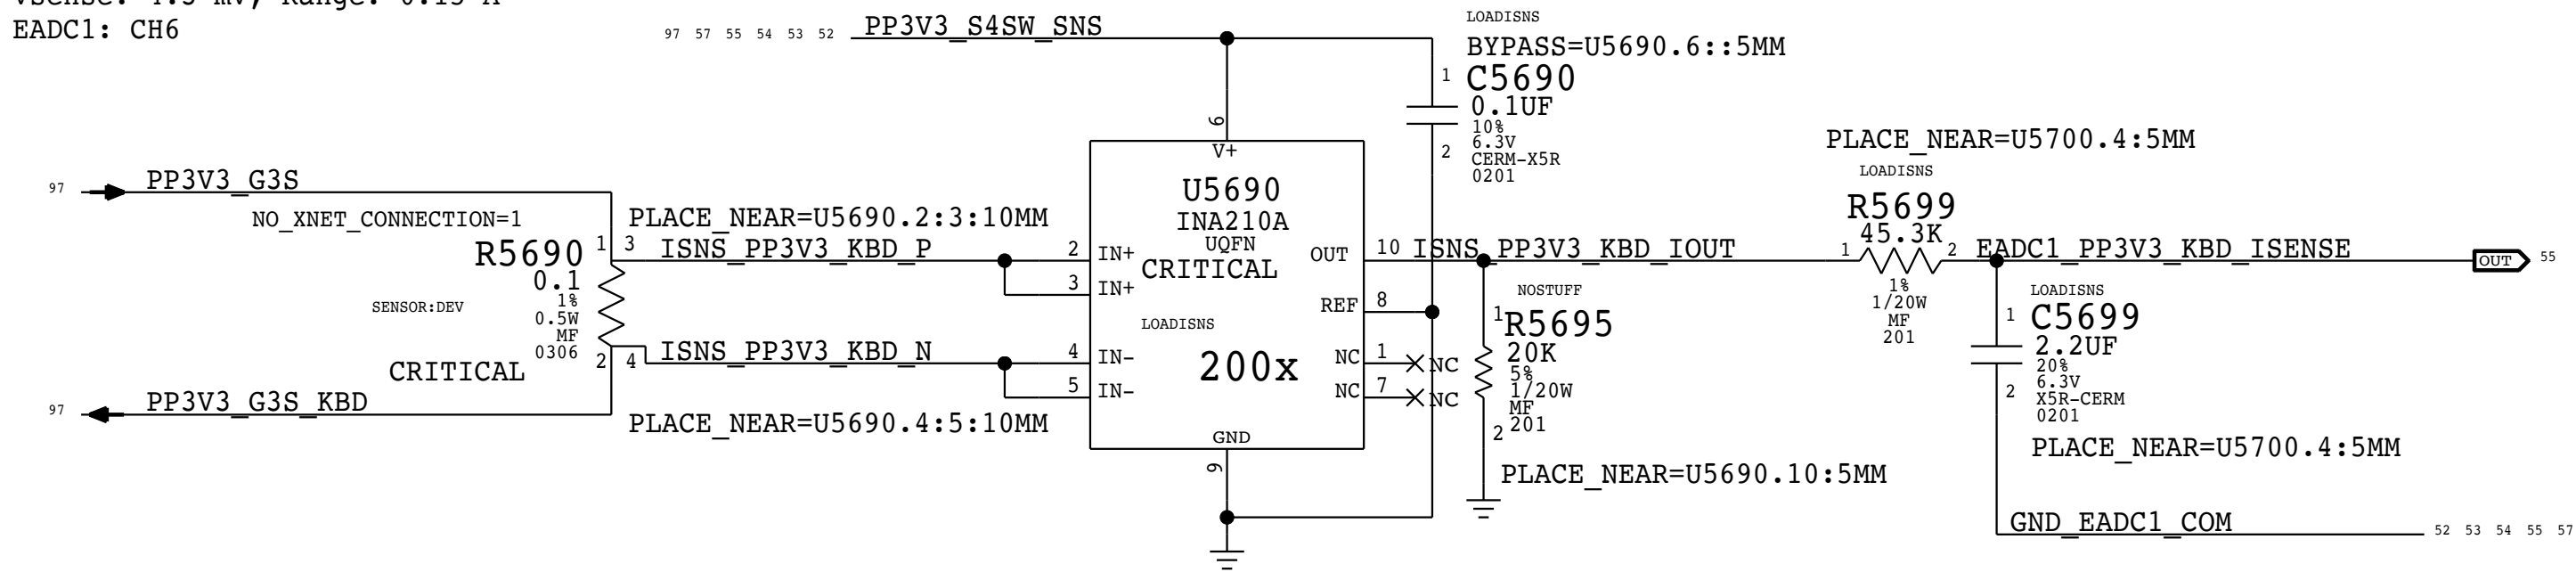 EADC1: CH6
97 57 55 54 53 52 PP3V3_S4SW_SNS
LOADISNS
BYPASS=U5690.6::5MM
1 C5690
0.1UF
10%
6.3V
2 CERM-X5R
0201
6
V+
U5690
INA210A
UQFN
CRITICAL
LOADISNS
200x
97 PP3V3_G3S
NO_XNET_CONNECTION=1
R5690 1 3
0.1
1%
0.5W
MF
0306
2 4
SENSOR:DEV
CRITICAL
97 PP3V3_G3S_KBD
PLACE_NEAR=U5690.2:3:10MM
ISNS_PP3V3_KBD_P 2 IN+
3 IN+
ISNS_PP3V3_KBD_N 4 IN-
5 IN-
PLACE_NEAR=U5690.4:5:10MM
OUT 10 ISNS_PP3V3_KBD_IOUT
REF 8
NC 1 NC
NC 7 NC
GND
9
NOSTUFF
1 R5695
20K
5%
1/20W
MF
201
2
PLACE_NEAR=U5690.10:5MM
PLACE_NEAR=U5700.4:5MM
LOADISNS
R5699
45.3K
1 2 EADC1_PP3V3_KBD_ISENSE OUT 55
1%
1/20W
MF
201
LOADISNS
1 C5699
2.2UF
20%
6.3V
2 X5R-CERM
0201
PLACE_NEAR=U5700.4:5MM
GND_EADC1_COM 52 53 54 55 57